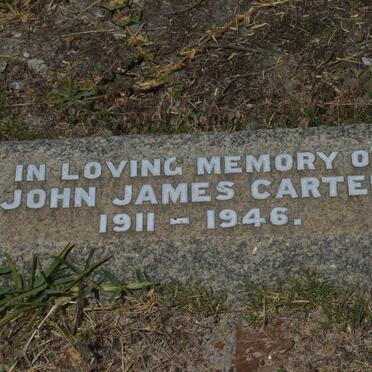 IN LOVING MEMORY O
JOHN JAMES CARTE
1911 - 1946.